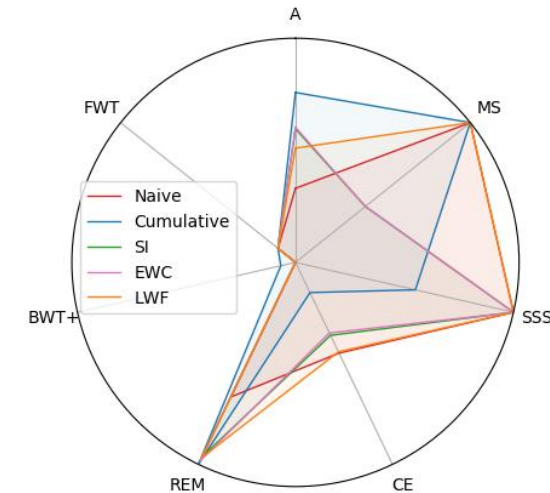 A
FWT
MS
Naive
Cumulative
SI
EWC
LWF
BWT+
SSS
REM
CE